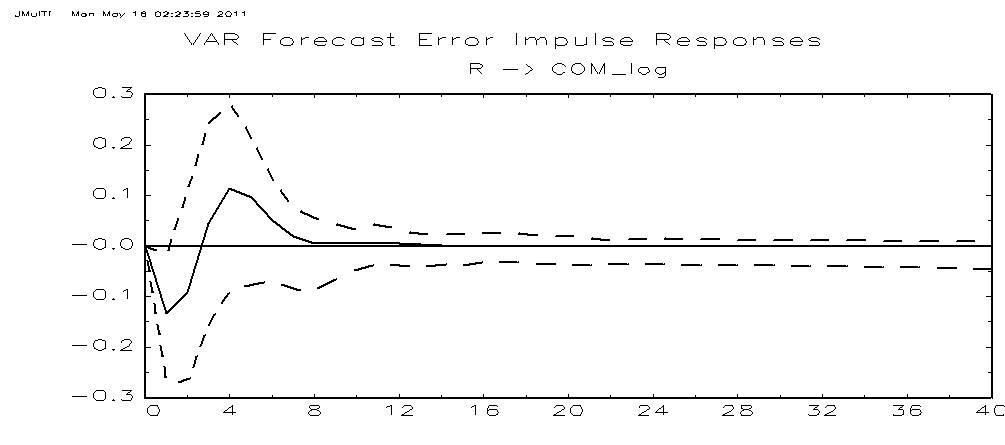 JMulTi Mon May 16 02:23:59 2011
VAR Forecast Error Impulse Responses
R -> COM_log
0.3
0.2
0.1
-0.0
-0.1
-0.2
-0.3
0 4 8 12 16 20 24 28 32 36 40